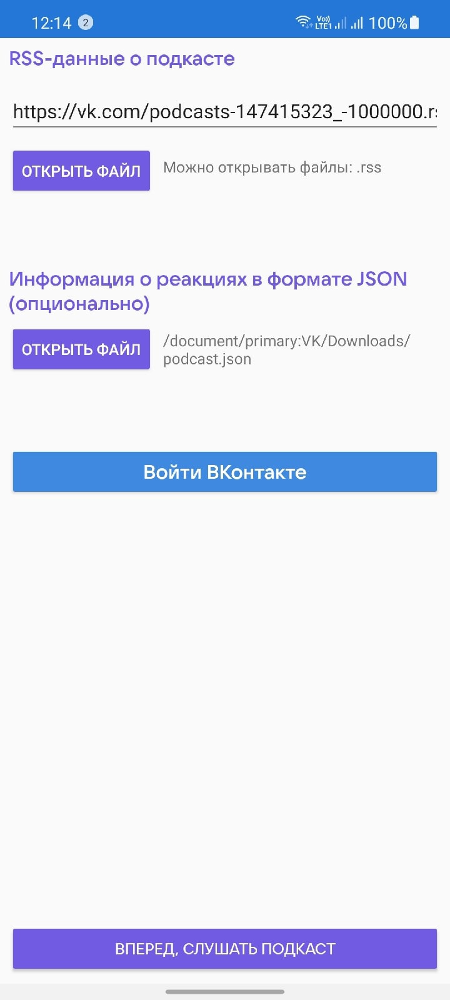 12:14 2 Vo)) LTE1 100%
RSS-данные о подкасте
https://vk.com/podcasts-147415323_-1000000.r
ОТКРЫТЬ ФАЙЛ
Можно открывать файлы: .rss
Информация о реакциях в формате JSON
(опционально)
ОТКРЫТЬ ФАЙЛ
/document/primary:VK/Downloads/
podcast.json
Войти ВКонтакте
ВПЕРЕД, СЛУШАТЬ ПОДКАСТ